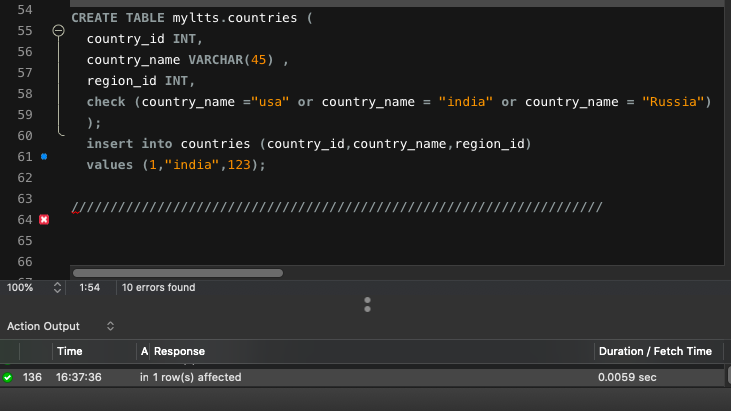 54 CREATE TABLE myltts.countries (
55 country_id INT,
56 country_name VARCHAR(45) ,
57 region_id INT,
58 check (country_name ="usa" or country_name = "india" or country_name = "Russia")
59 );
60 insert into countries (country_id,country_name,region_id)
61 values (1,"india",123);
62
63 ////////////////////////////////////////////////////////////////////
64
65
66
100% 1:54 10 errors found
Action Output
Time A Response Duration / Fetch Time
136 16:37:36 in 1 row(s) affected 0.0059 sec